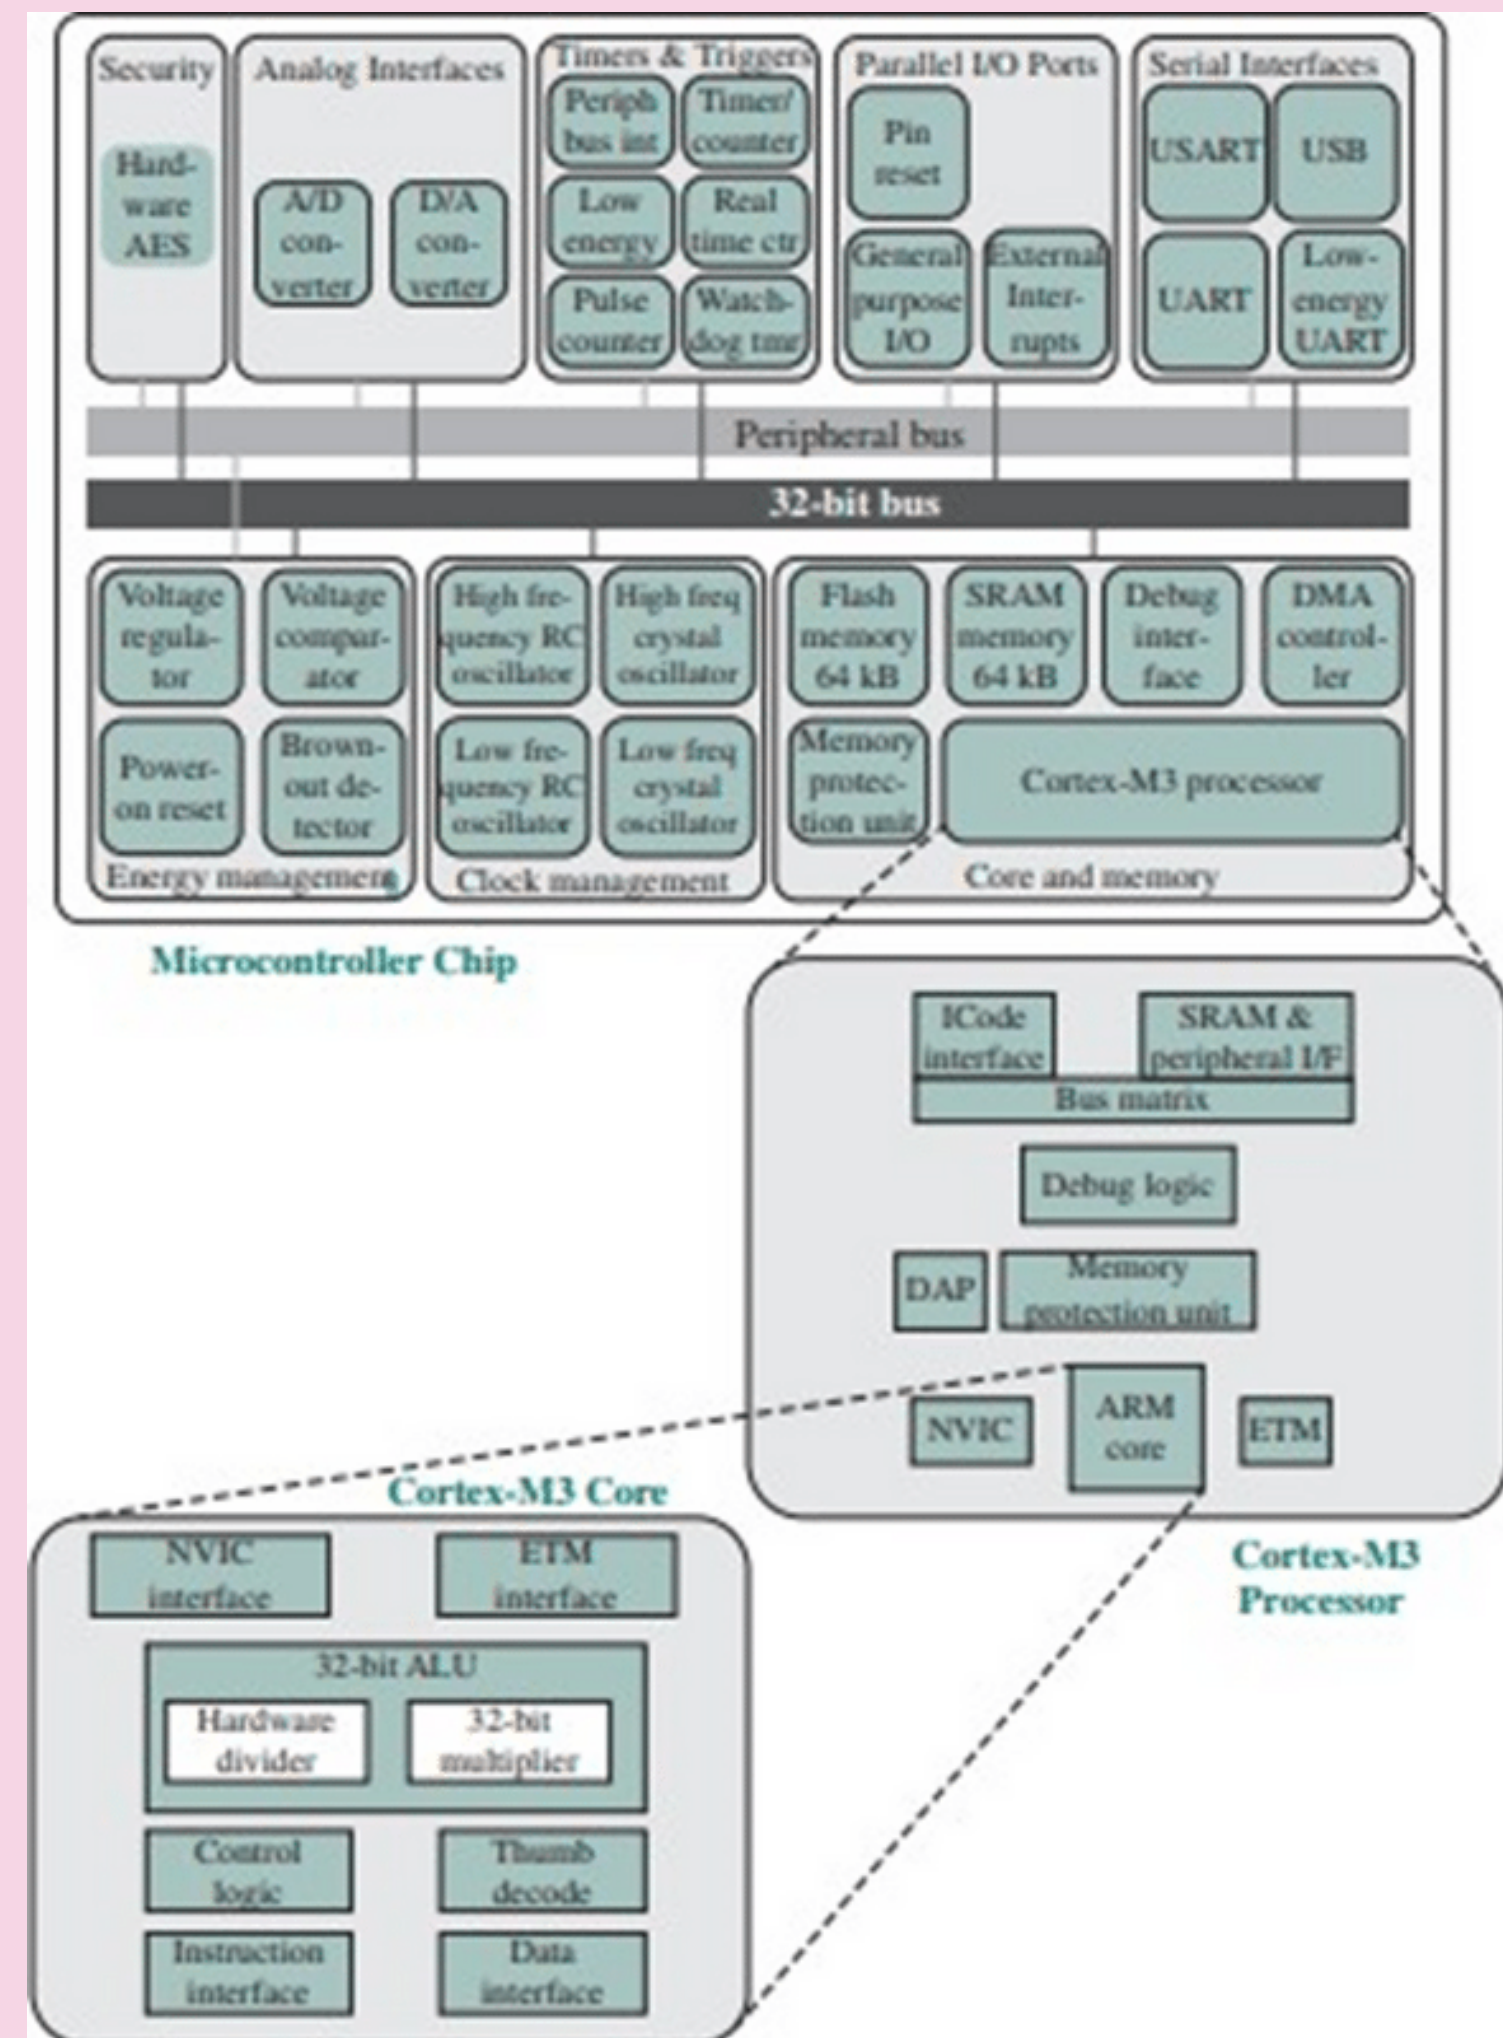 Security
Hard-
ware
AES
Analog Interfaces
A/D
con-
verter
D/A
con-
verter
Timers & Triggers
Periph
bus int
Timer/
counter
Low
energy
Real
time ctr
Pulse
counter
Watch-
dog tmr
Parallel I/O Ports
Pin
reset
General
purpose
I/O
External
Inter-
rupts
Serial Interfaces
USART
USB
UART
Low-
energy
UART
Peripheral bus
32-bit bus
Voltage
regula-
tor
Voltage
compar-
ator
Power-
on reset
Brown-
out de-
tector
Energy management
High fre-
quency RC
oscillator
High freq
crystal
oscillator
Low fre-
quency RC
oscillator
Low freq
crystal
oscillator
Clock management
Flash
memory
64 kB
SRAM
memory
64 kB
Debug
inter-
face
DMA
control-
ler
Memory
protec-
tion unit
Cortex-M3 processor
Core and memory
Microcontroller Chip
ICode
interface
SRAM &
peripheral I/F
Bus matrix
Debug logic
DAP
Memory
protection unit
NVIC
ARM
core
ETM
Cortex-M3
Processor
Cortex-M3 Core
NVIC
interface
ETM
interface
32-bit ALU
Hardware
divider
32-bit
multiplier
Control
logic
Thumb
decode
Instruction
interface
Data
interface